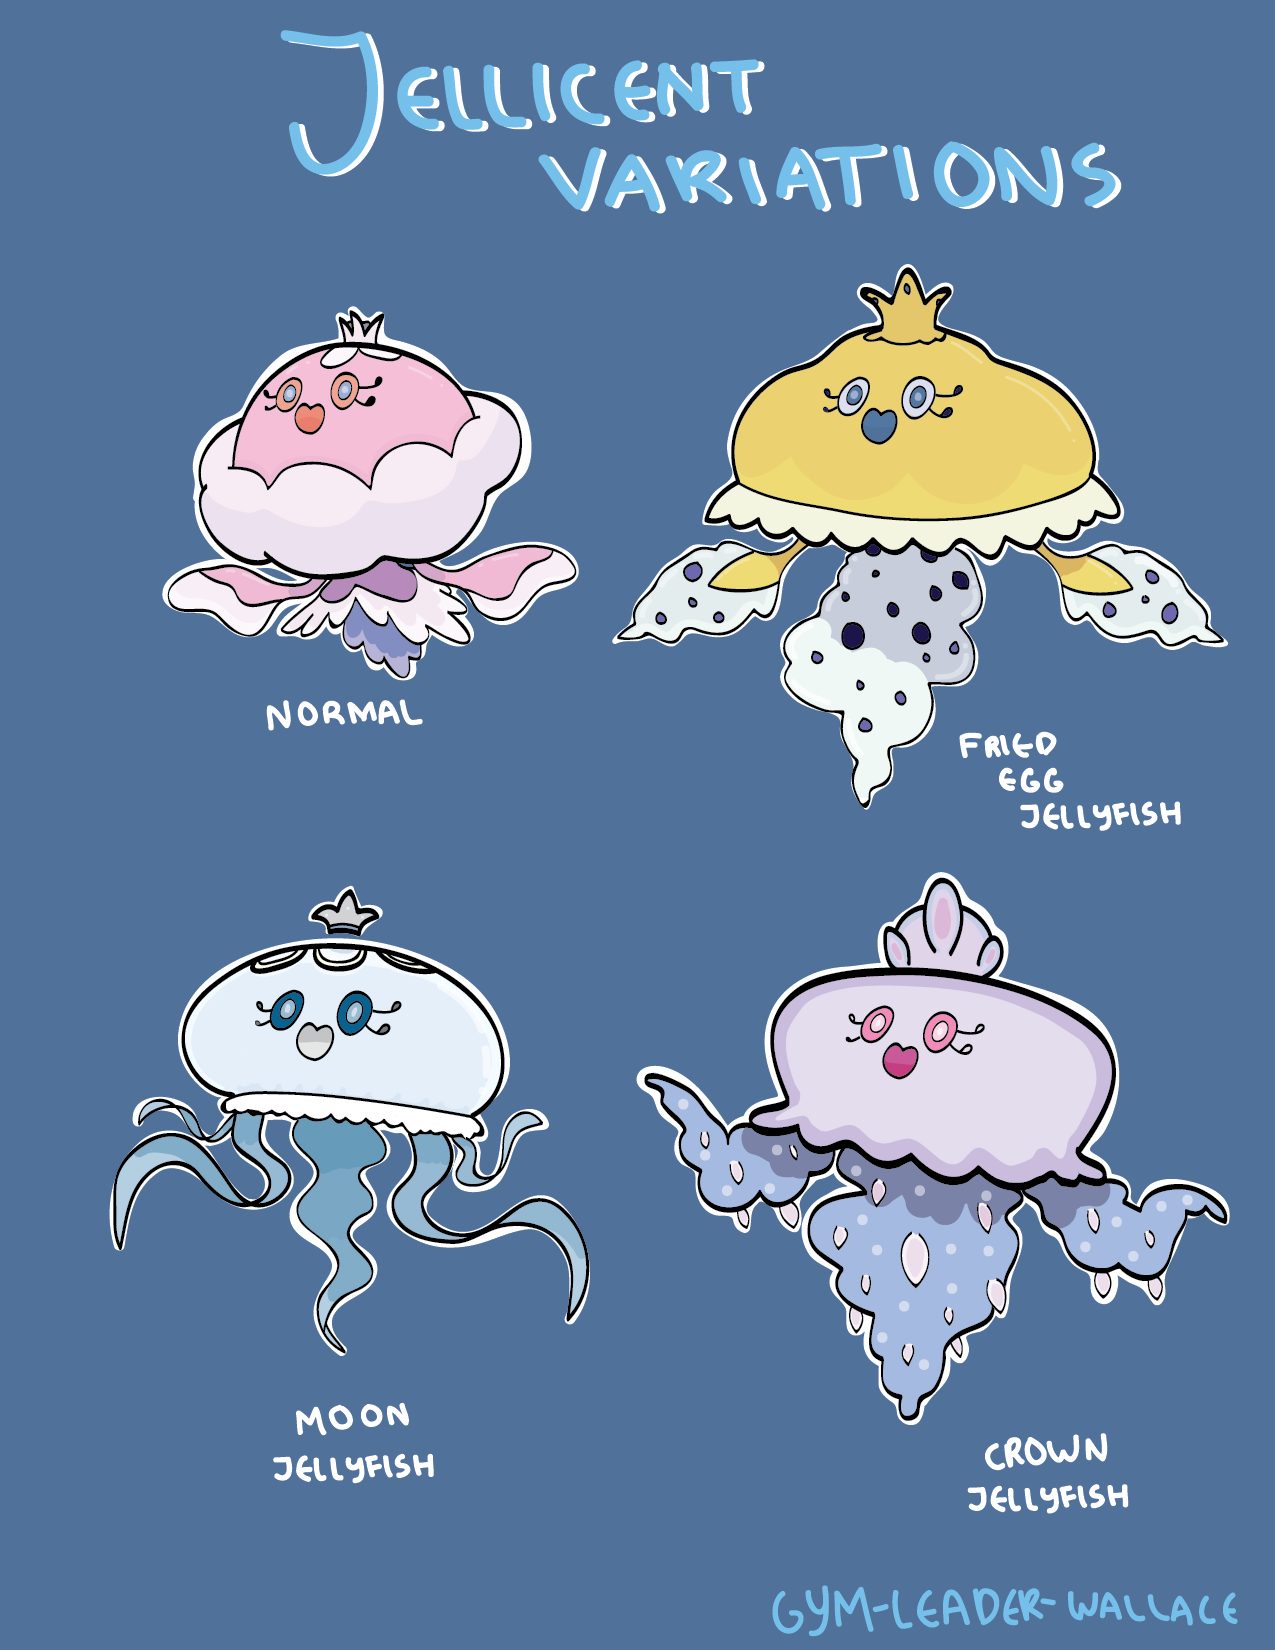 JELLICENT
VARIATIONS
NORMAL
FRIED
EGG
JELLYFISH
MOON
JELLYFISH
CROWN
JELLYFISH
GYM-LEADER-WALLACE